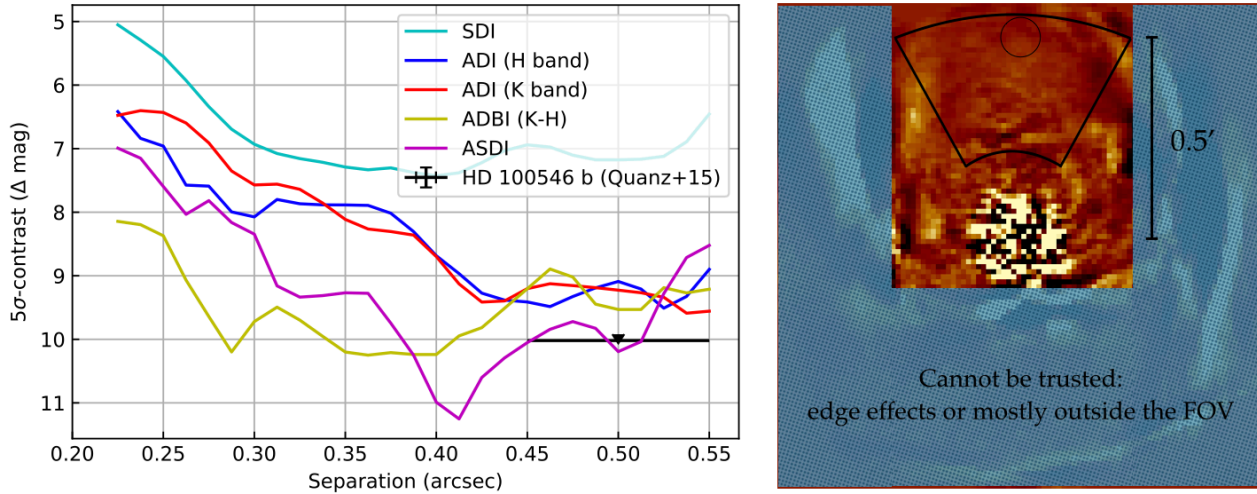 5
6
7
8
9
10
11
5σ-contrast (Δ mag)
SDI
ADI (H band)
ADI (K band)
ADBI (K-H)
ASDI
HD 100546 b (Quanz+15)
0.20 0.25 0.30 0.35 0.40 0.45 0.50 0.55
Separation (arcsec)
0.5′
Cannot be trusted:
edge effects or mostly outside the FOV